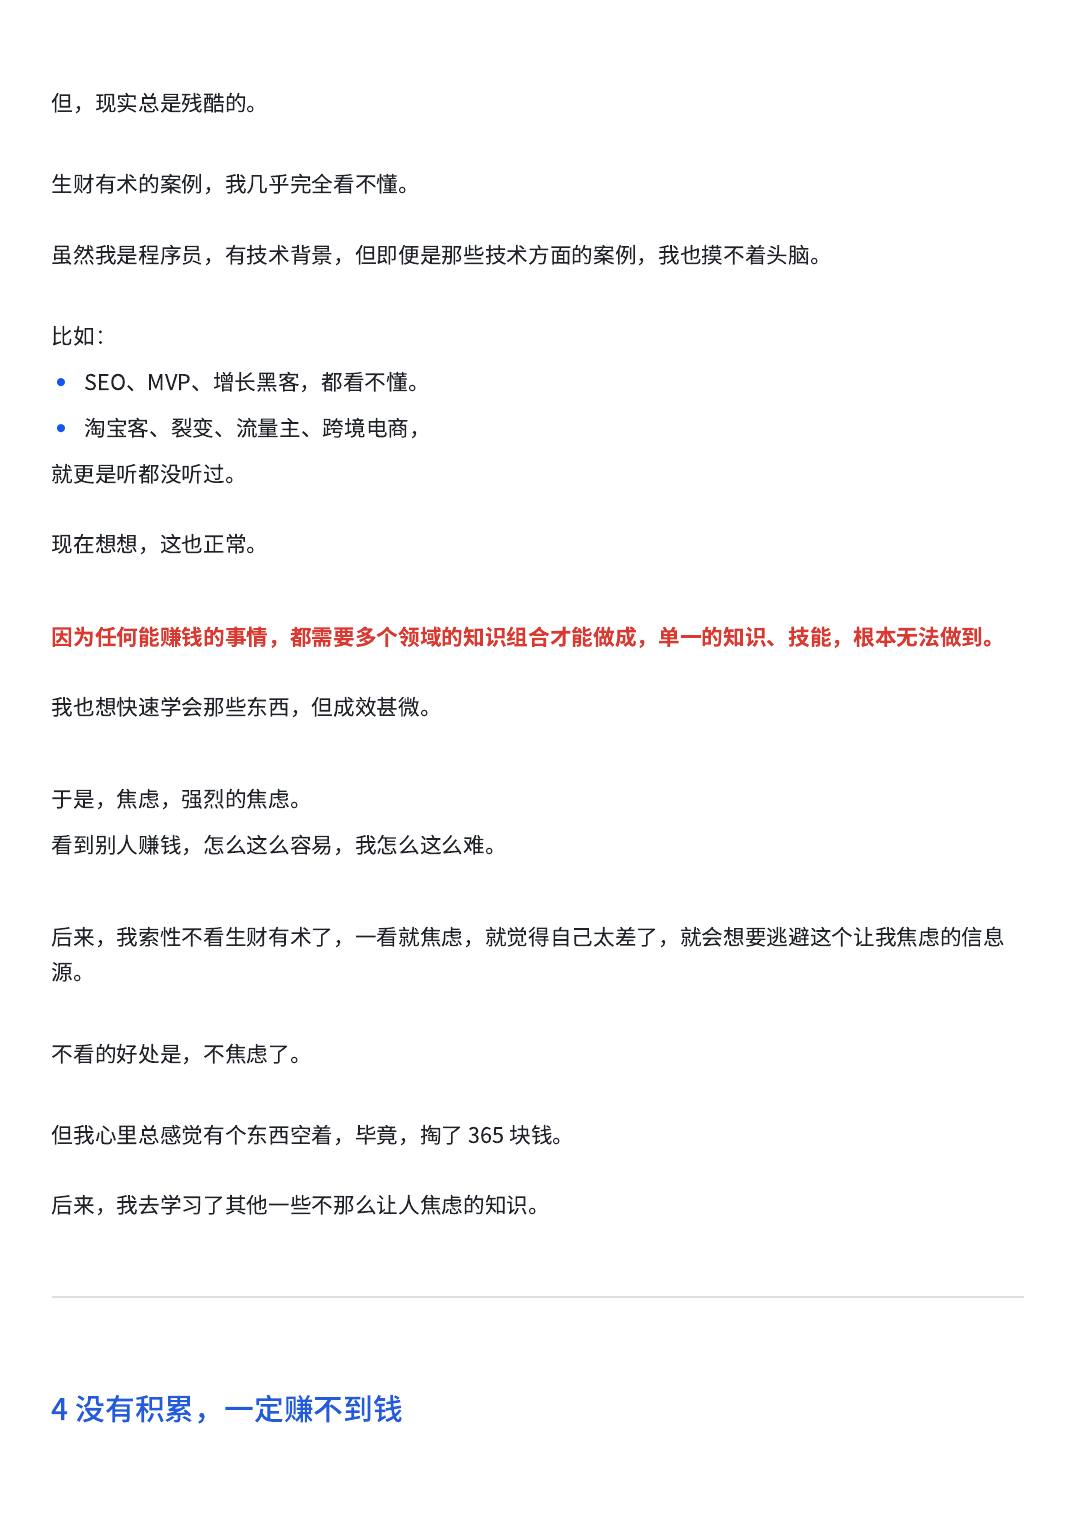 但，现实总是残酷的。
生财有术的案例，我几乎完全看不懂。
虽然我是程序员，有技术背景，但即便是那些技术方面的案例，我也摸不着头脑。
比如：
• SEO、MVP、增长黑客，都看不懂。
• 淘宝客、裂变、流量主、跨境电商，
就更是听都没听过。
现在想想，这也正常。
因为任何能赚钱的事情，都需要多个领域的知识组合才能做成，单一的知识、技能，根本无法做到。
我也想快速学会那些东西，但成效甚微。
于是，焦虑，强烈的焦虑。
看到别人赚钱，怎么这么容易，我怎么这么难。
后来，我索性不看生财有术了，一看就焦虑，就觉得自己太差了，就会想要逃避这个让我焦虑的信息
源。
不看的好处是，不焦虑了。
但我心里总感觉有个东西空着，毕竟，掏了 365 块钱。
后来，我去学习了其他一些不那么让人焦虑的知识。
4 没有积累，一定赚不到钱